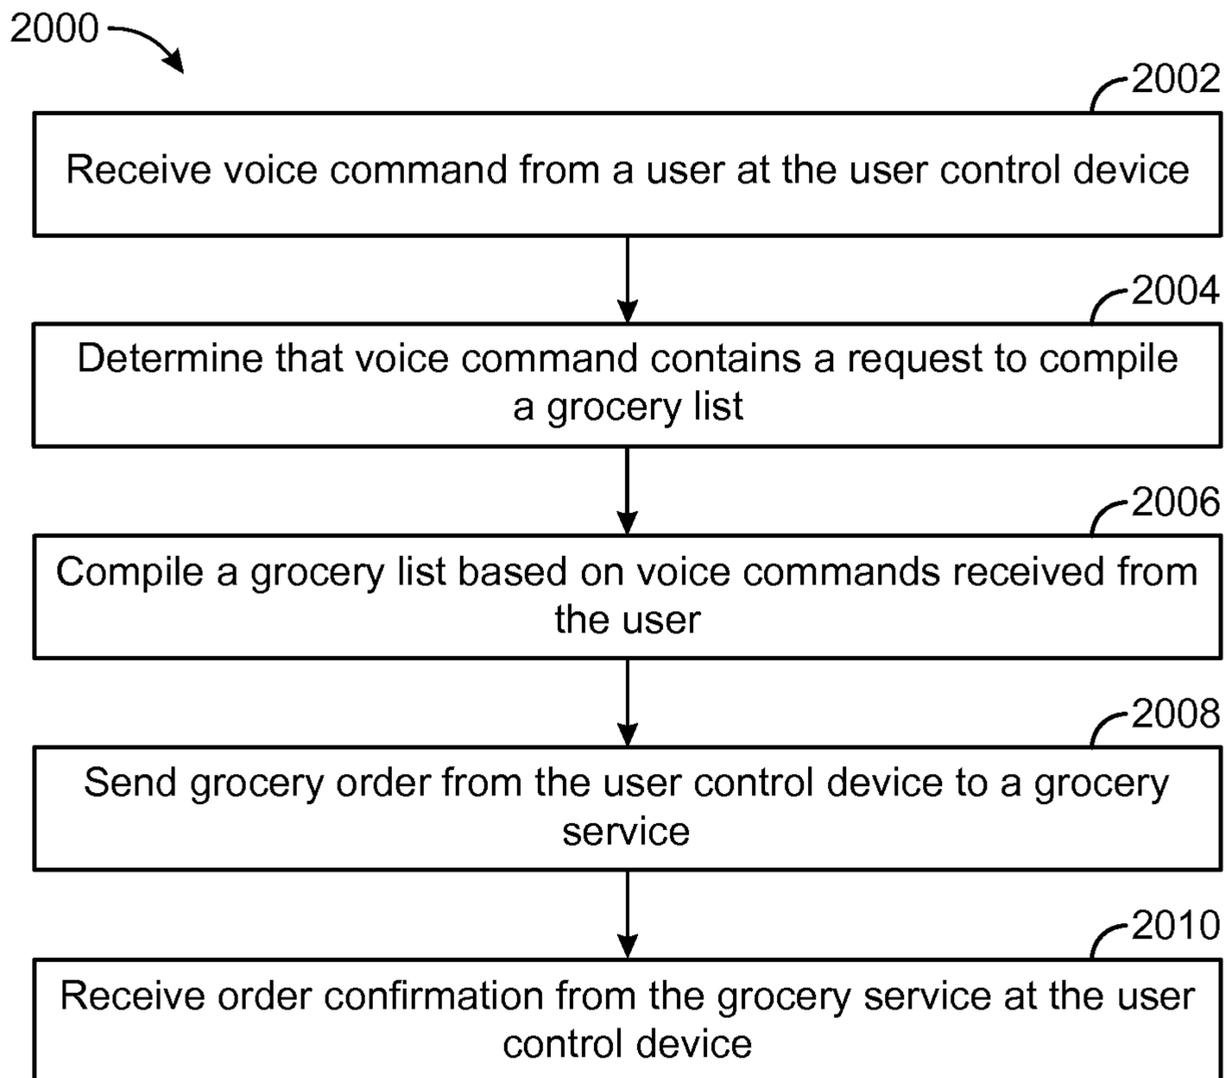 2000
2002
Receive voice command from a user at the user control device
2004
Determine that voice command contains a request to compile
a grocery list
2006
Compile a grocery list based on voice commands received from
the user
2008
Send grocery order from the user control device to a grocery
service
2010
Receive order confirmation from the grocery service at the user
control device